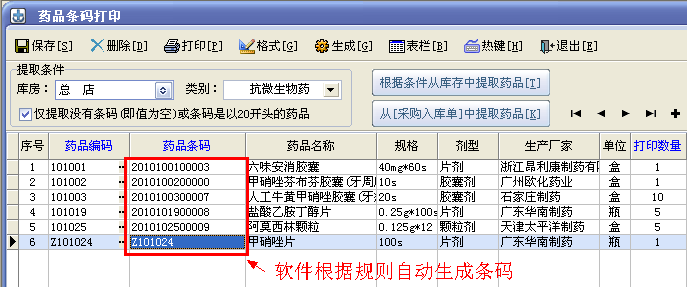 药品条码打印
保存[S] 删除[D] 打印[P] 格式[G] 生成[G] 表栏[B] 热键[H] 退出[E]
提取条件
库房: 总 店 类别: 抗微生物药 根据条件从库存中提取药品[T]
仅提取没有条码(即值为空)或条码是以20开头的药品 从[采购入库单]中提取药品[K]
序号 药品编码 药品条码 药品名称 规格 剂型 生产厂家 单位 打印数量
1 101001 2010100100003 六味安消胶囊 40mg*60s 片剂 浙江昂利康制药有 盒 1
2 101002 2010100200000 甲硝唑芬布芬胶囊(牙周 10s 胶囊剂 广州欧化药业 盒 1
3 101003 2010100300007 人工牛黄甲硝唑胶囊(牙 20s 胶囊剂 石家庄制药 盒 10
4 101019 2010101900008 盐酸乙胺丁醇片 0.25g*100s 片剂 广东华南制药 瓶 5
5 101025 2010102500009 阿莫西林颗粒 0.125g*12 颗粒剂 天津太平洋制药 盒 5
6 Z101024 Z101024 甲硝唑片 100s 片剂 广东华南制药 瓶 1
软件根据规则自动生成条码